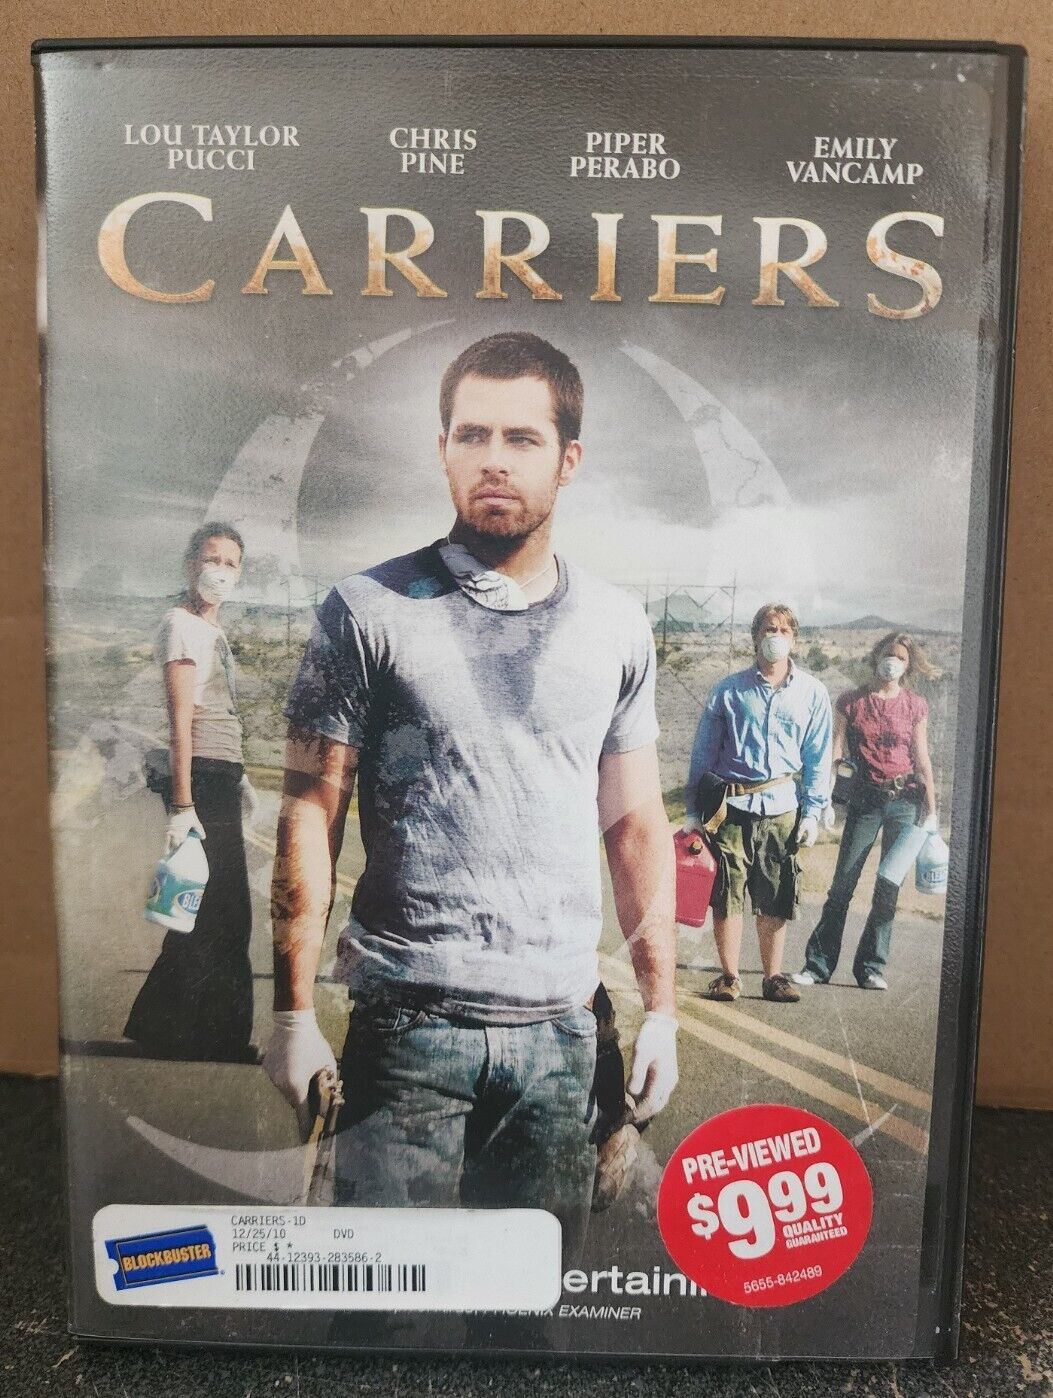 LOU TAYLOR
PUCCI
CHRIS
PINE
PIPER
PERABO
EMILY
VANCAMP
CARRIERS
PRE-VIEWED
$9.99
QUALITY
GUARANTEED
5655-842489
BLOCKBUSTER
CARRIERS-1D
12/25/10 DVD
PRICE $ *
44-12393-283586-2
ertaini
PHOENIX EXAMINER